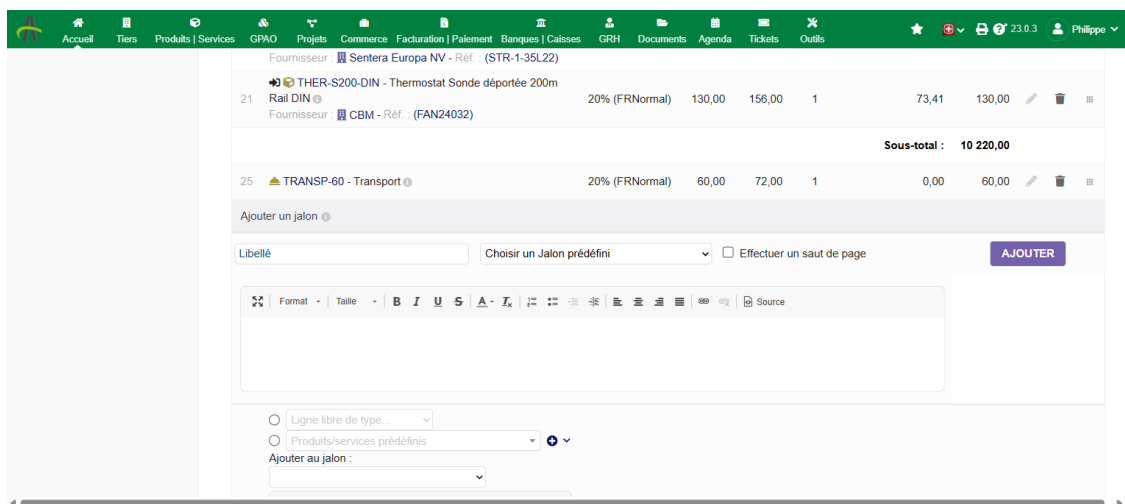 Accueil Tiers Produits | Services GPAO Projets Commerce Facturation | Paiement Banques | Caisses GRH Documents Agenda Tickets Outils 23.0.3 Philippe
Fournisseur : Sentera Europa NV - Réf. : (STR-1-35L22)
21 THER-S200-DIN - Thermostat Sonde déportée 200m
Rail DIN 20% (FRNormal) 130,00 156,00 1 73,41 130,00
Fournisseur : CBM - Réf. : (FAN24032)
Sous-total : 10 220,00
25 TRANSP-60 - Transport 20% (FRNormal) 60,00 72,00 1 0,00 60,00
Ajouter un jalon
Libellé Choisir un Jalon prédéfini Effectuer un saut de page AJOUTER
Format Taille B I U S A Tx Source
Ligne libre de type...
Produits/services prédéfinis
Ajouter au jalon :